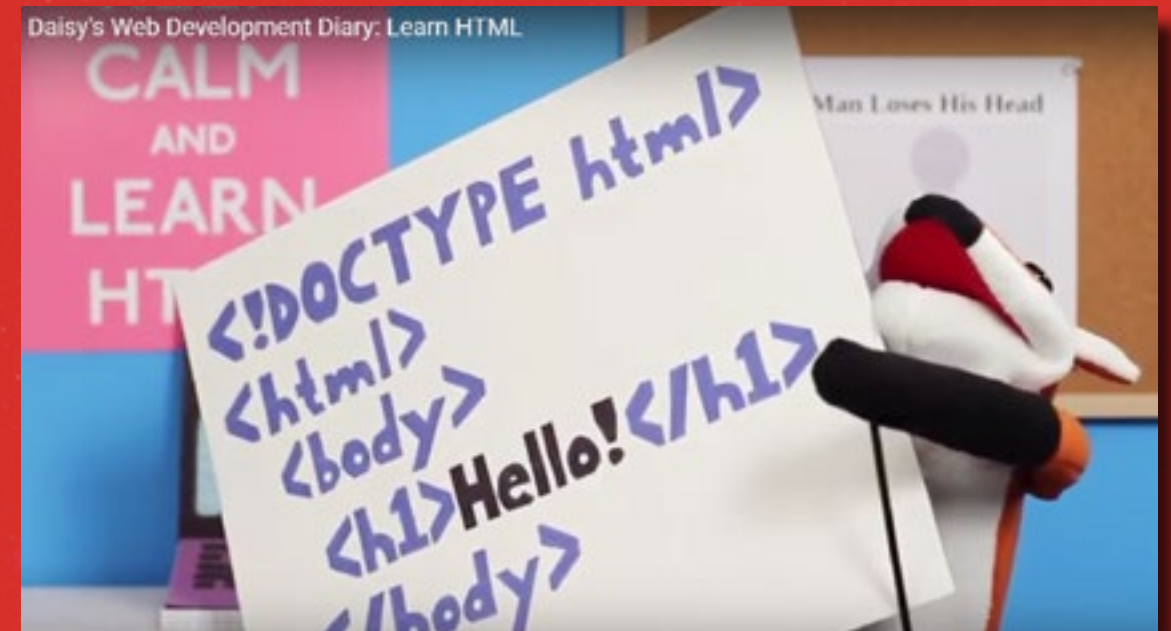 Daisy's Web Development Diary: Learn HTML
CALM
AND
LEARN
HT
Man Loses His Head
<!DOCTYPE html>
<html>
<body>
<h1>Hello!</h1>
</body>